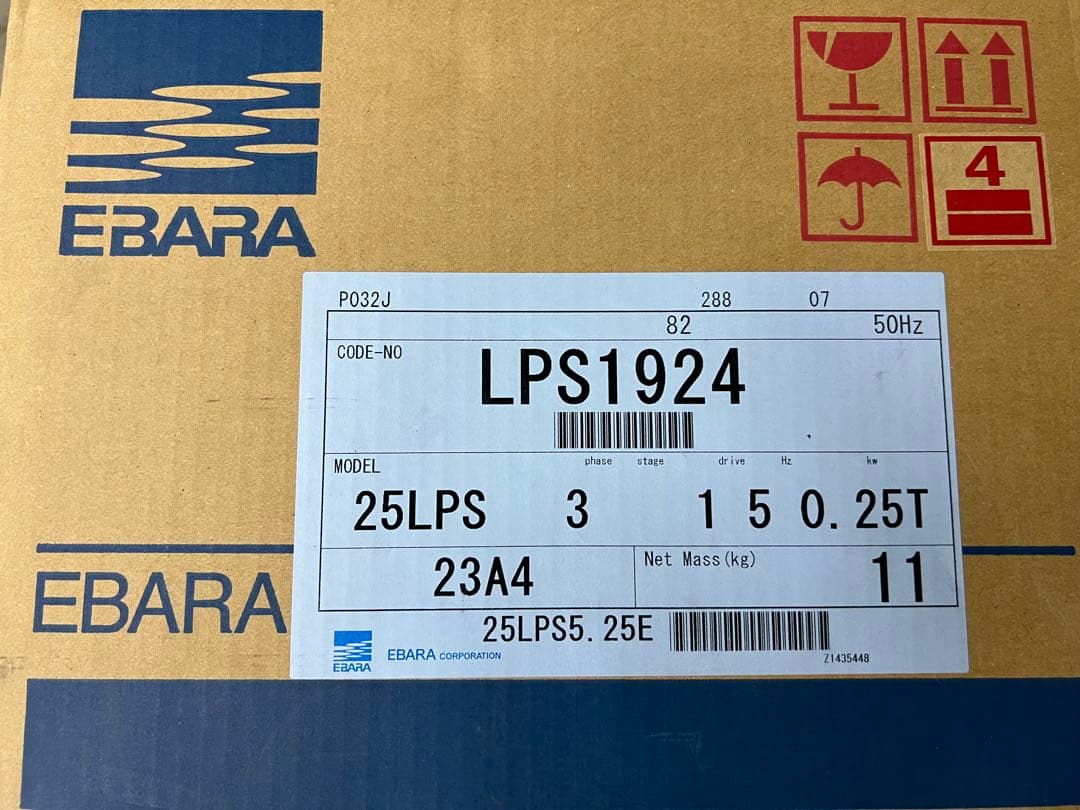 EBARA
4
P032J 288 07
82 50Hz
CODE-NO LPS1924
MODEL phase stage drive Hz kw
25LPS 3 1 5 0.25T
23A4 Net Mass(kg) 11
25LPS5.25E
EBARA
EBARA EBARA CORPORATION
Z1435448